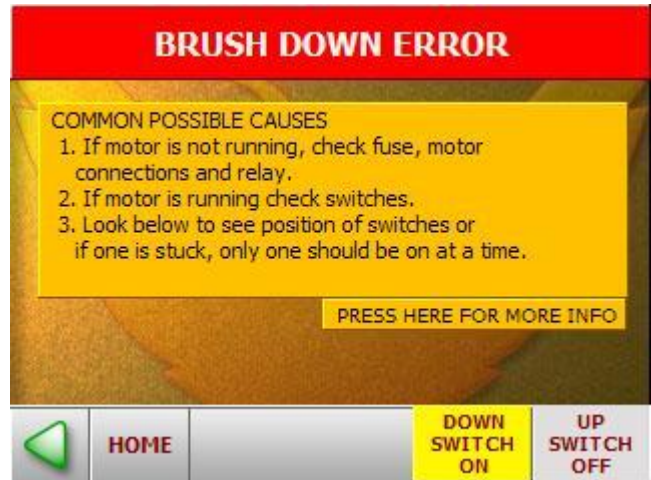 BRUSH DOWN ERROR
COMMON POSSIBLE CAUSES
1. If motor is not running, check fuse, motor
connections and relay.
2. If motor is running check switches.
3. Look below to see position of switches or
if one is stuck, only one should be on at a time.
PRESS HERE FOR MORE INFO
HOME
DOWN
SWITCH
ON
UP
SWITCH
OFF